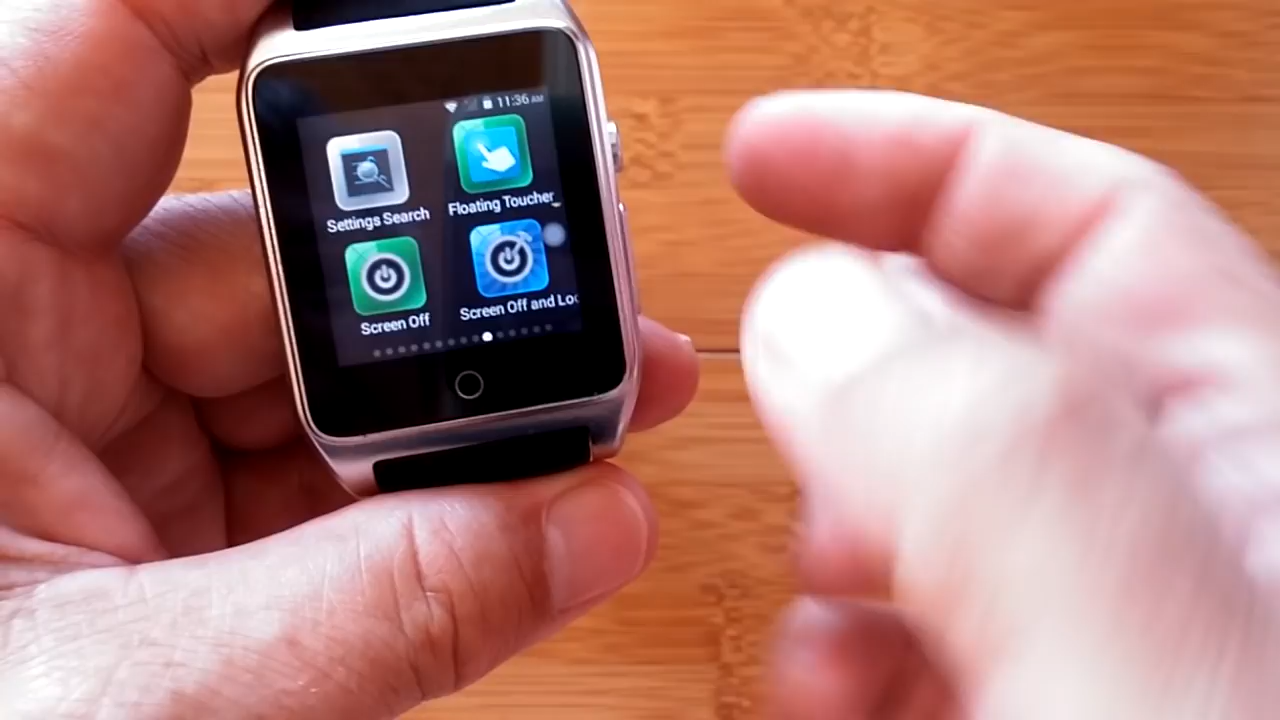 11:36 AM
Settings Search
Floating Toucher
Screen Off
Screen Off and Loc